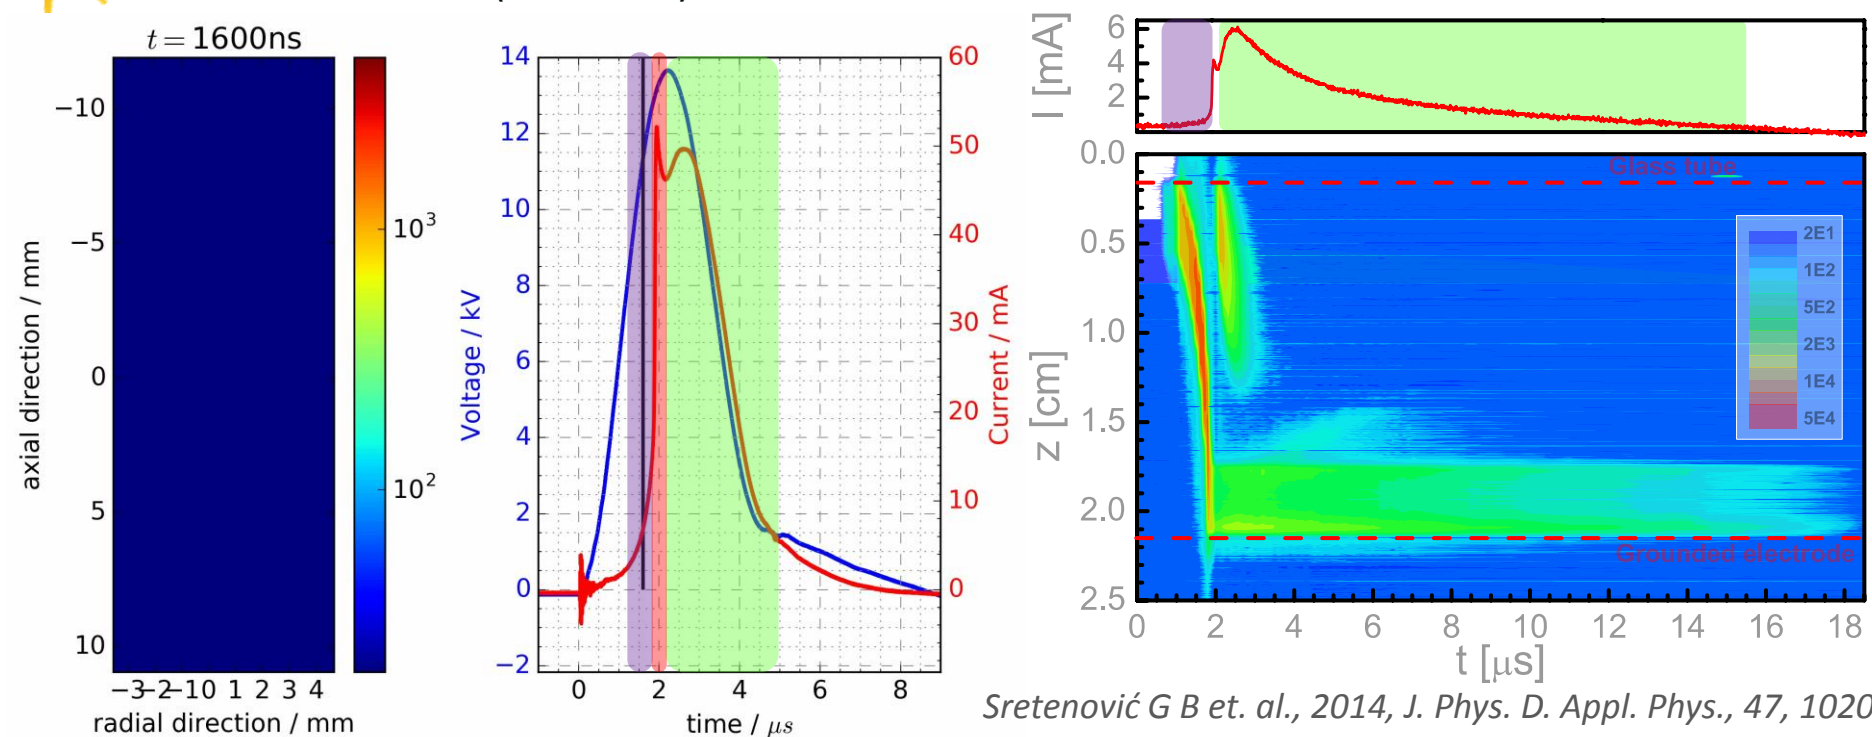 t = 1600ns
−10
−5
0
5
10
axial direction / mm
−3−2−10 1 2 3 4
radial direction / mm
10³
10²
14
12
10
8
6
4
2
0
−2
Voltage / kV
60
50
40
30
20
10
0
Current / mA
0 2 4 6 8
time / μs
I [mA]
6
4
2
0.0
0.5
1.0
1.5
2.0
2.5
z [cm]
Glass tube
2E1
1E2
5E2
2E3
1E4
5E4
Grounded electrode
0 2 4 6 8 10 12 14 16 18
t [μs]
Sretenović G B et. al., 2014, J. Phys. D. Appl. Phys., 47, 1020